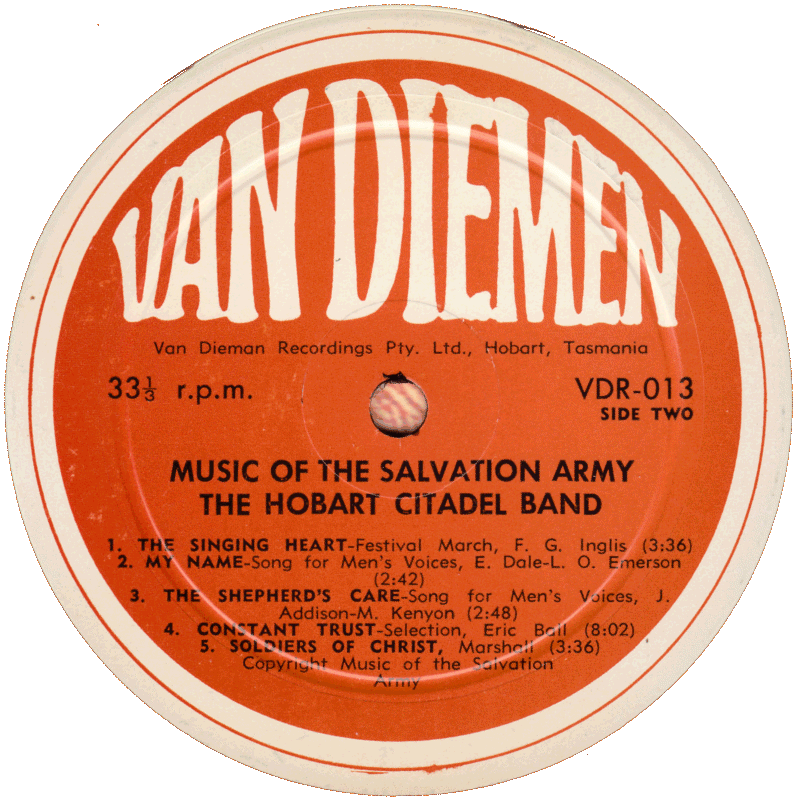 VAN DIEMEN
Van Dieman Recordings Pty. Ltd., Hobart, Tasmania
33⅓ r.p.m.
VDR-013
SIDE TWO
MUSIC OF THE SALVATION ARMY
THE HOBART CITADEL BAND
1. THE SINGING HEART-Festival March, F. G. Inglis (3:36)
2. MY NAME-Song for Men's Voices, E. Dale-L. O. Emerson
(2:42)
3. THE SHEPHERD'S CARE-Song for Men's Voices, J.
Addison-M. Kenyon (2:48)
4. CONSTANT TRUST-Selection, Eric Ball (8:02)
5. SOLDIERS OF CHRIST, Marshall (3:36)
Copyright Music of the Salvation
Army